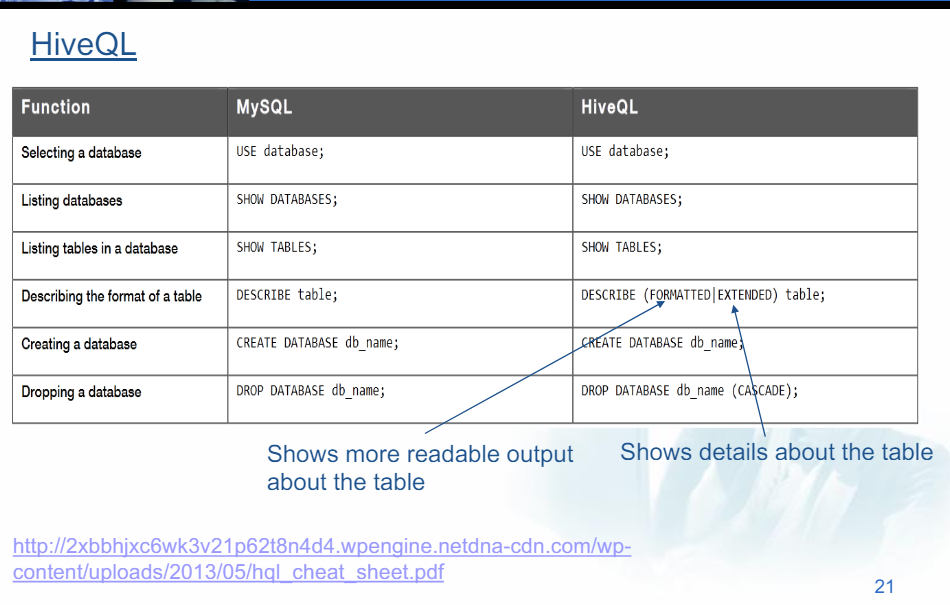 HiveQL
Function MySQL HiveQL
Selecting a database USE database; USE database;
Listing databases SHOW DATABASES; SHOW DATABASES;
Listing tables in a database SHOW TABLES; SHOW TABLES;
Describing the format of a table DESCRIBE table; DESCRIBE (FORMATTED|EXTENDED) table;
Creating a database CREATE DATABASE db_name; CREATE DATABASE db_name;
Dropping a database DROP DATABASE db_name; DROP DATABASE db_name (CASCADE);
Shows more readable output
about the table
Shows details about the table
http://2xbbhjxc6wk3v21p62t8n4d4.wpengine.netdna-cdn.com/wp-
content/uploads/2013/05/hql_cheat_sheet.pdf
21